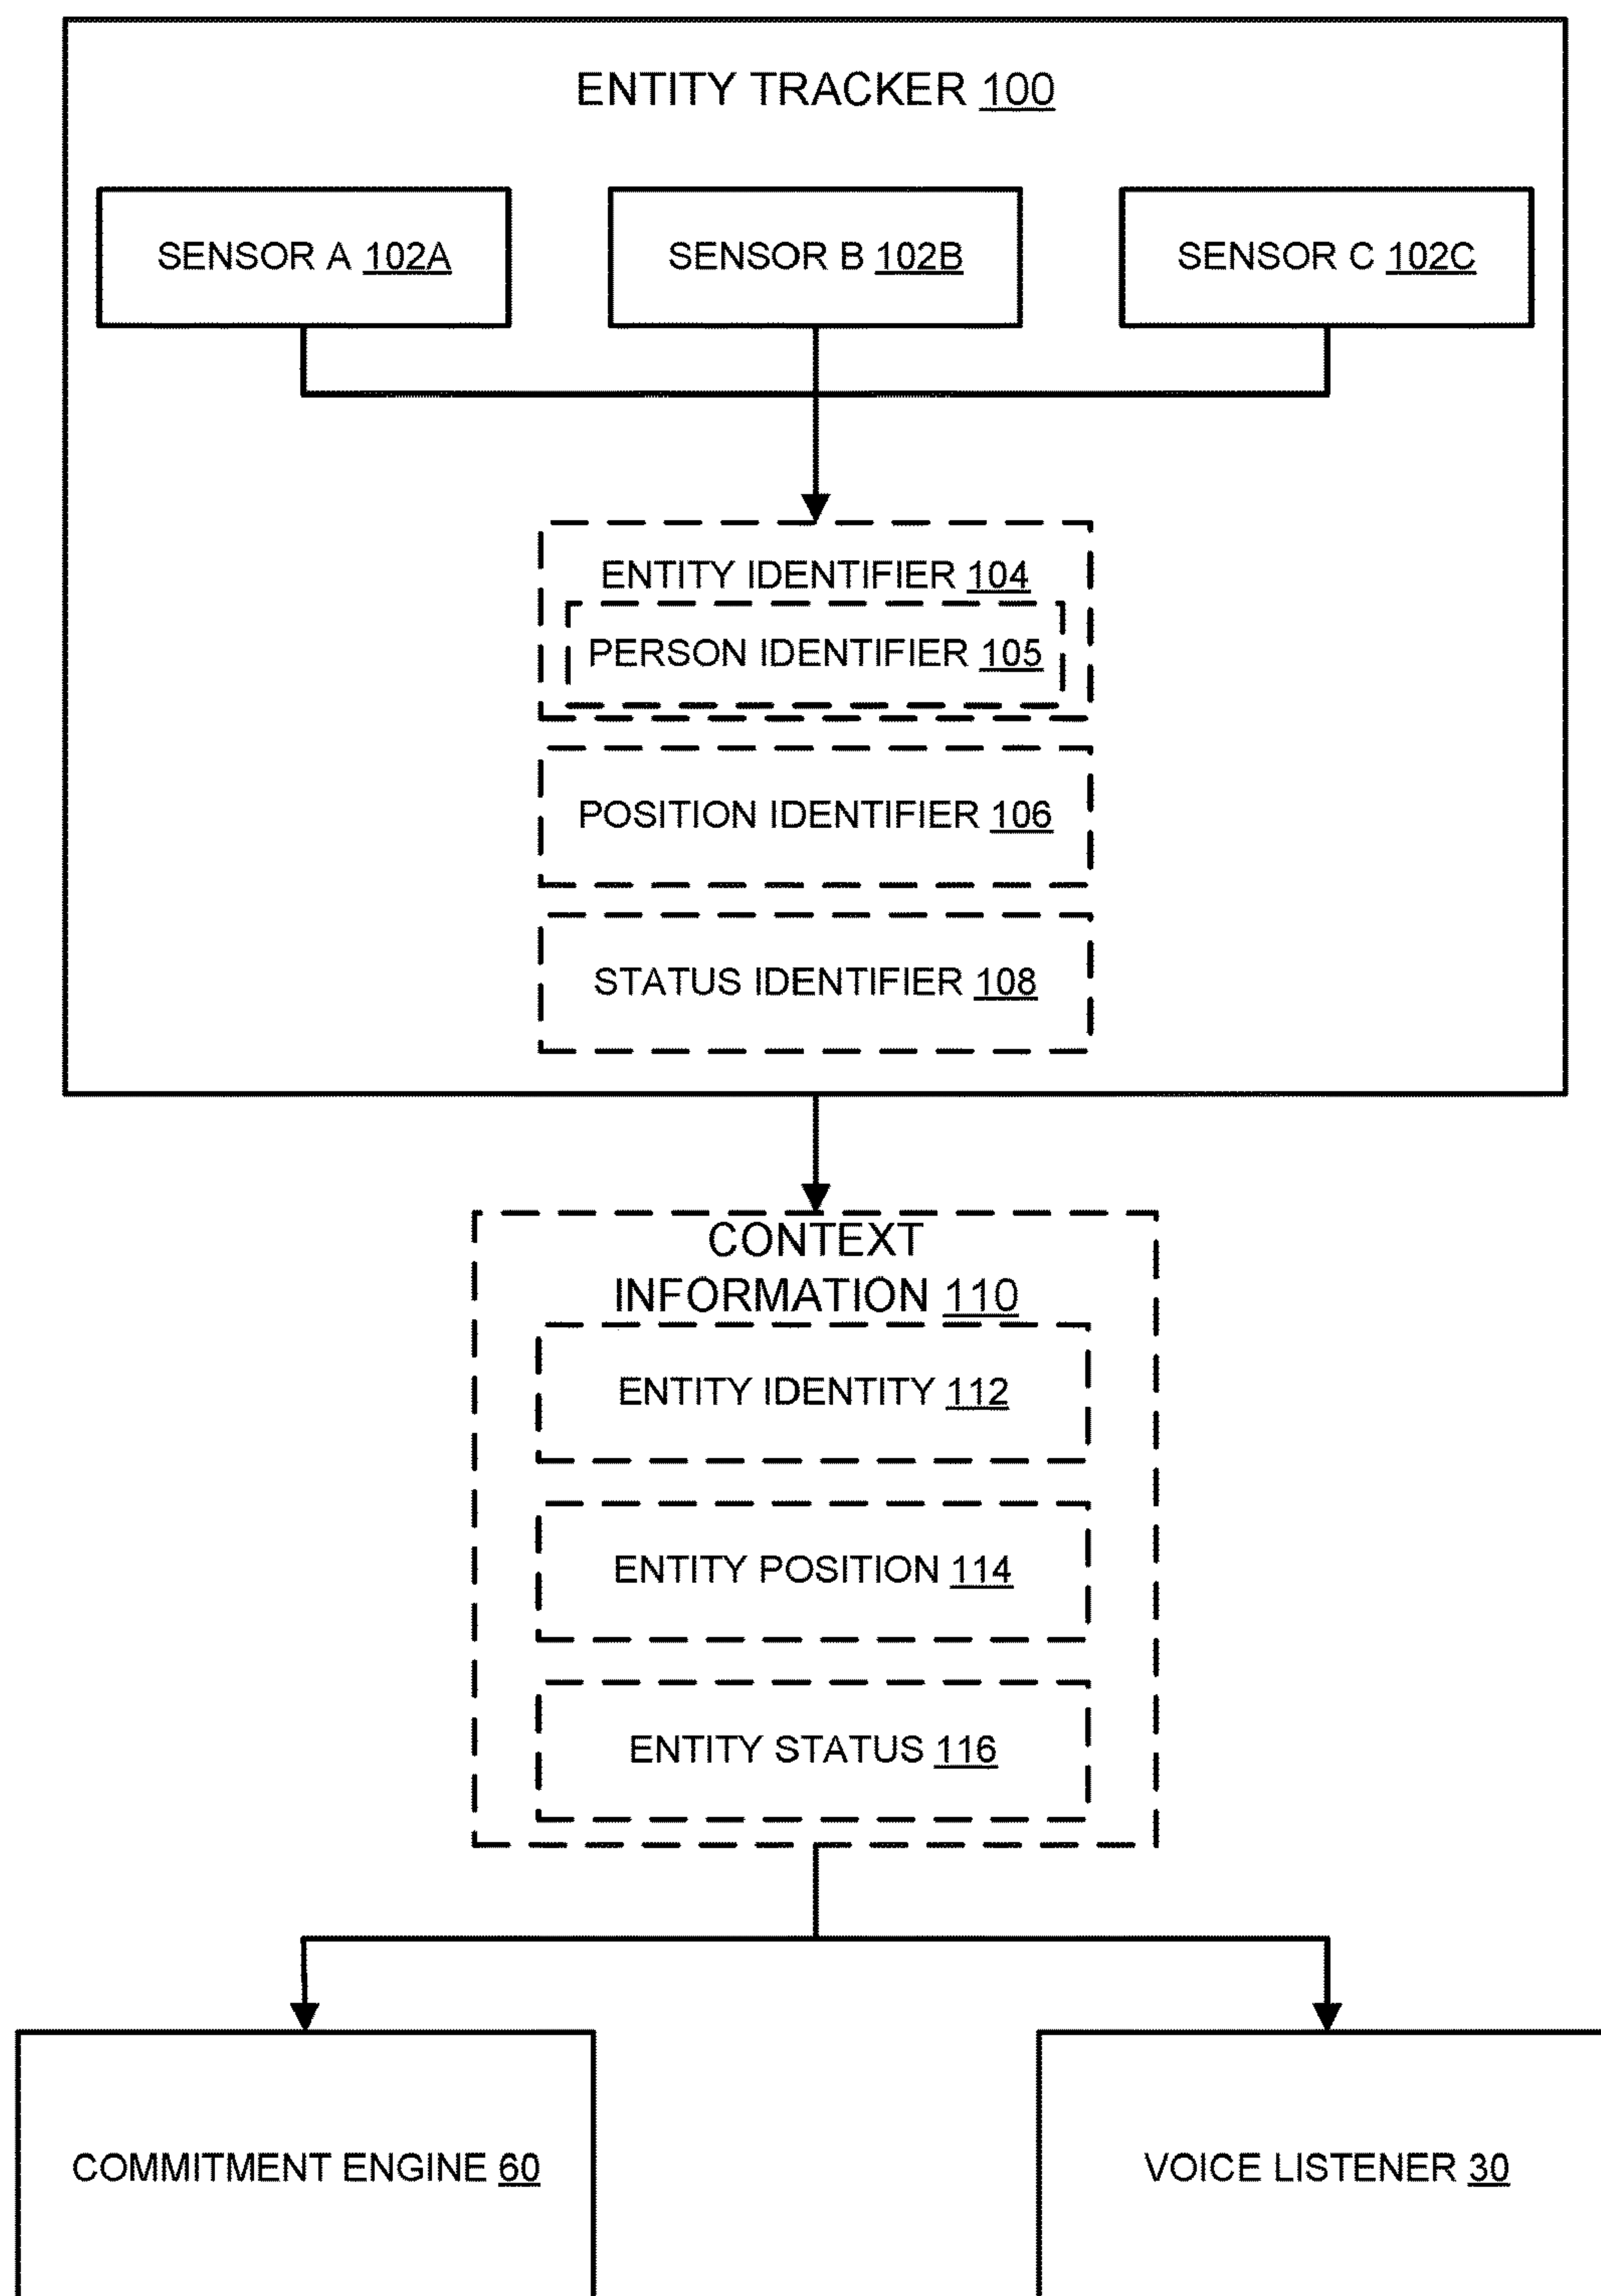 ENTITY TRACKER 100
SENSOR A 102A
SENSOR B 102B
SENSOR C 102C
ENTITY IDENTIFIER 104
PERSON IDENTIFIER 105
POSITION IDENTIFIER 106
STATUS IDENTIFIER 108
CONTEXT
INFORMATION 110
ENTITY IDENTITY 112
ENTITY POSITION 114
ENTITY STATUS 116
COMMITMENT ENGINE 60
VOICE LISTENER 30